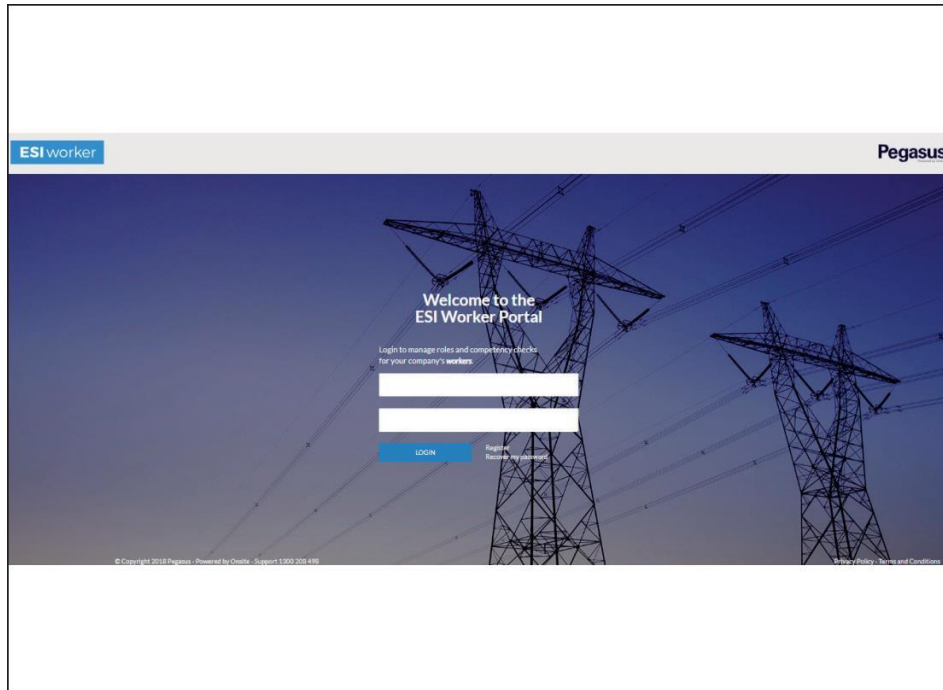 ESI worker
Pegasus
Welcome to the
ESI Worker Portal
Login to manage roles and competency checks
for your company's workers.
LOGIN
Register
Recover my password
© Copyright 2018 Pegasus - Powered by Onsite - Support 1300 208 498
Privacy Policy - Terms and Conditions